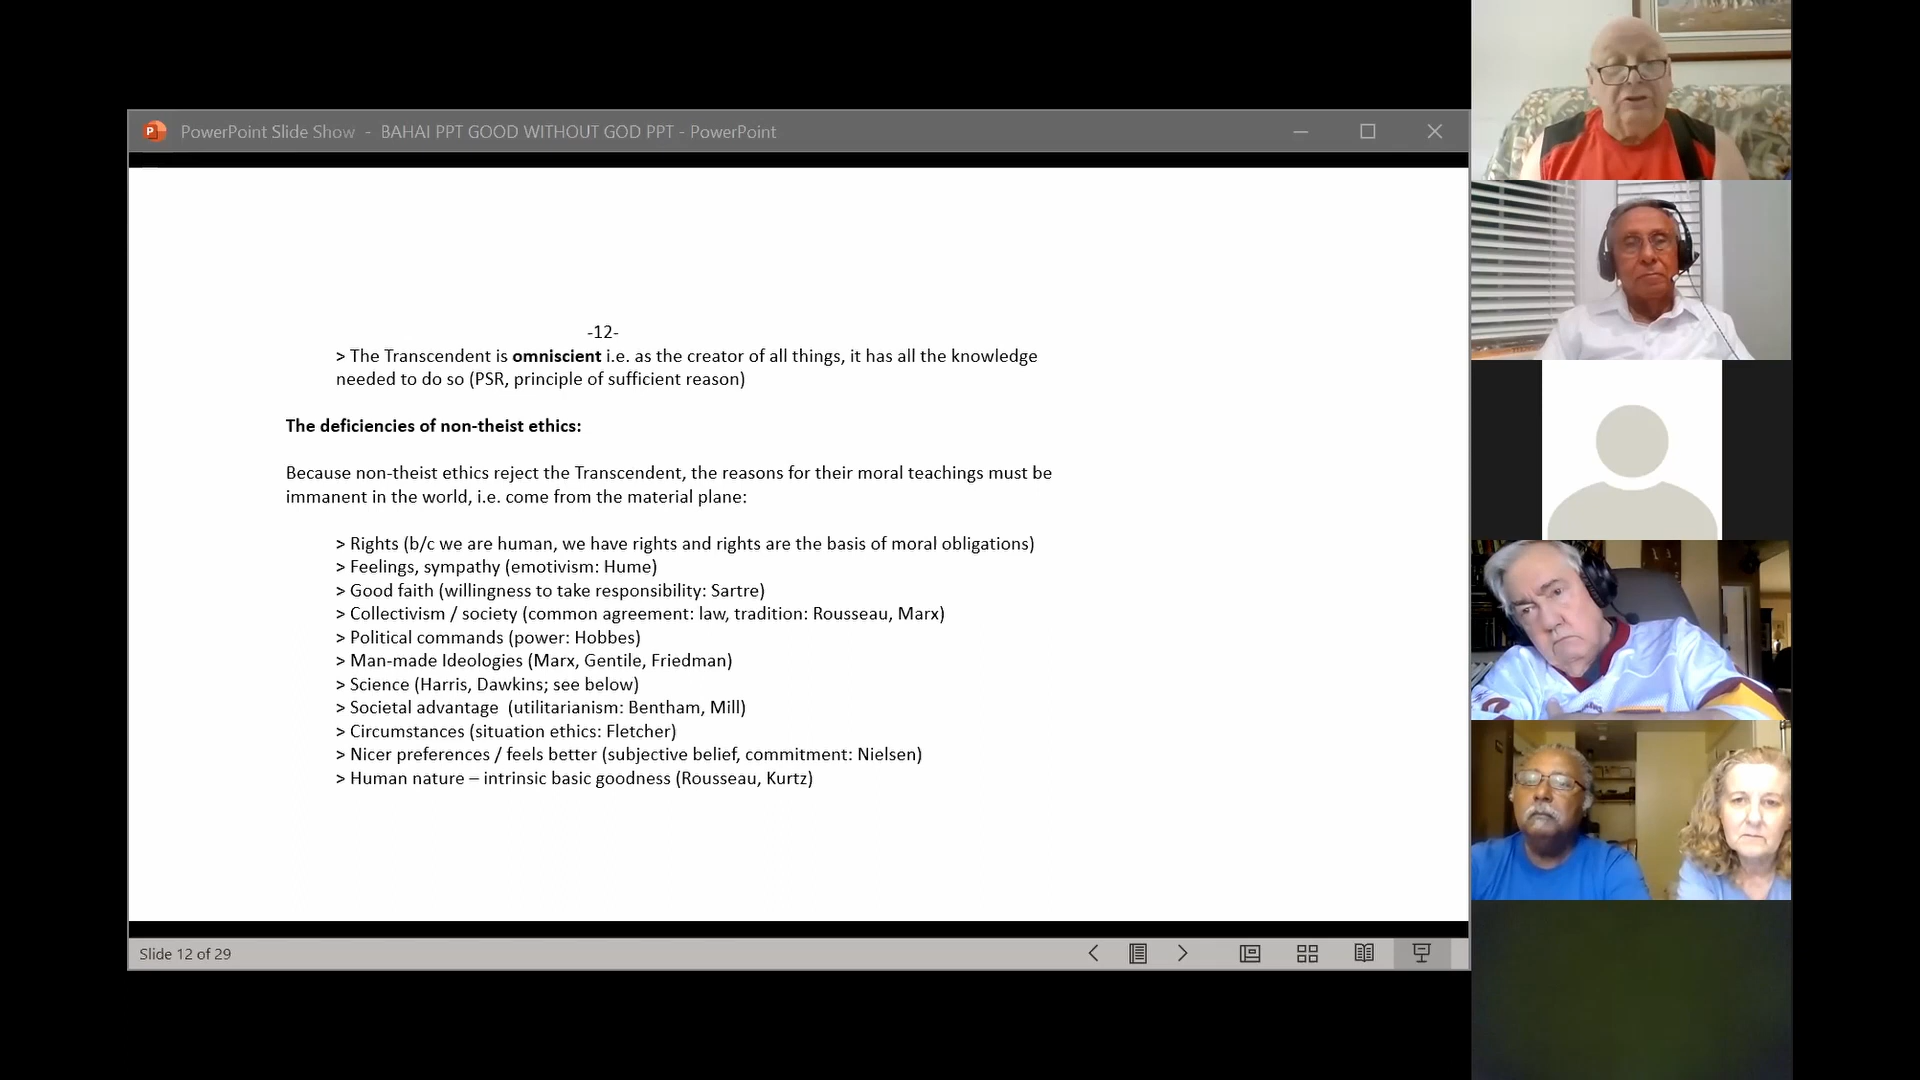 P PowerPoint Slide Show - BAHAI PPT GOOD WITHOUT GOD PPT - PowerPoint
-12-
> The Transcendent is omniscient i.e. as the creator of all things, it has all the knowledge
needed to do so (PSR, principle of sufficient reason)
The deficiencies of non-theist ethics:
Because non-theist ethics reject the Transcendent, the reasons for their moral teachings must be
immanent in the world, i.e. come from the material plane:
> Rights (b/c we are human, we have rights and rights are the basis of moral obligations)
> Feelings, sympathy (emotivism: Hume)
> Good faith (willingness to take responsibility: Sartre)
> Collectivism / society (common agreement: law, tradition: Rousseau, Marx)
> Political commands (power: Hobbes)
> Man-made Ideologies (Marx, Gentile, Friedman)
> Science (Harris, Dawkins; see below)
> Societal advantage (utilitarianism: Bentham, Mill)
> Circumstances (situation ethics: Fletcher)
> Nicer preferences / feels better (subjective belief, commitment: Nielsen)
> Human nature – intrinsic basic goodness (Rousseau, Kurtz)
Slide 12 of 29